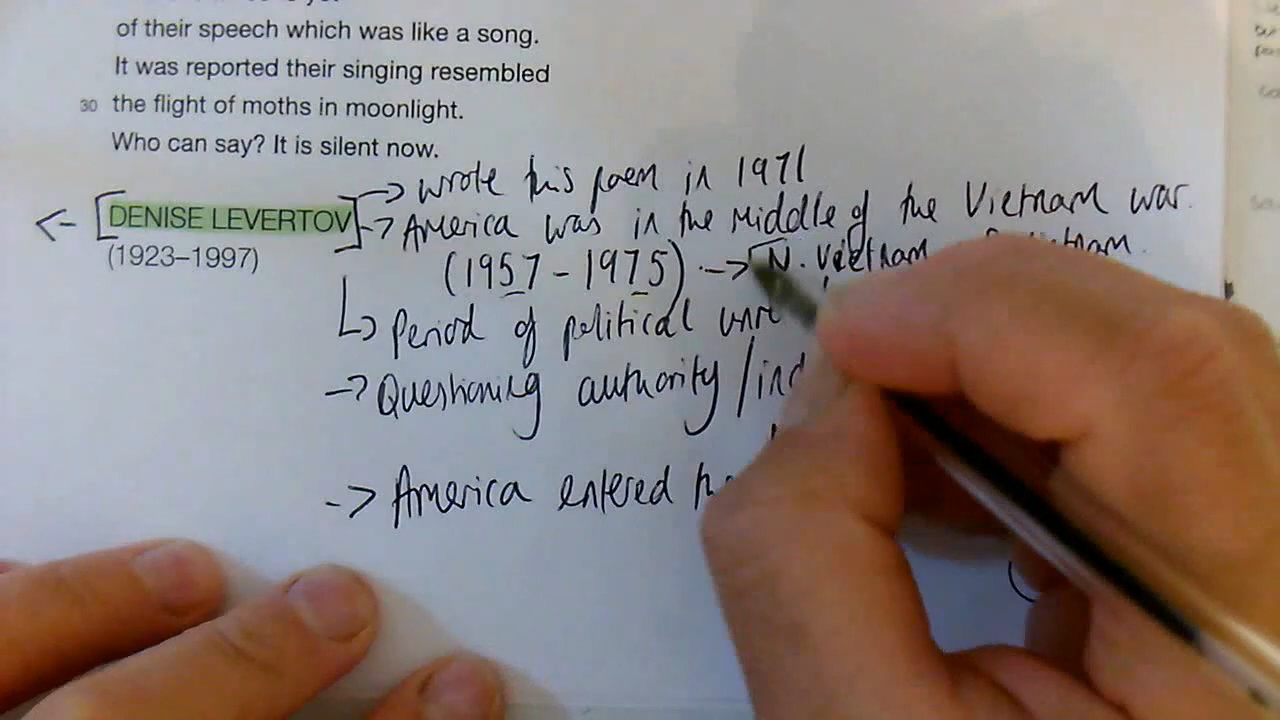 of their speech which was like a song.
It was reported their singing resembled
30 the flight of moths in moonlight.
Who can say? It is silent now.
-> wrote this poem in 1971
<- [DENISE LEVERTOV] -> America was in the middle of the Vietnam war.
(1923–1997)
(1957 - 1975) -> N. Vietnam
-> Period of political
-> Questioning authority /
-> America entered